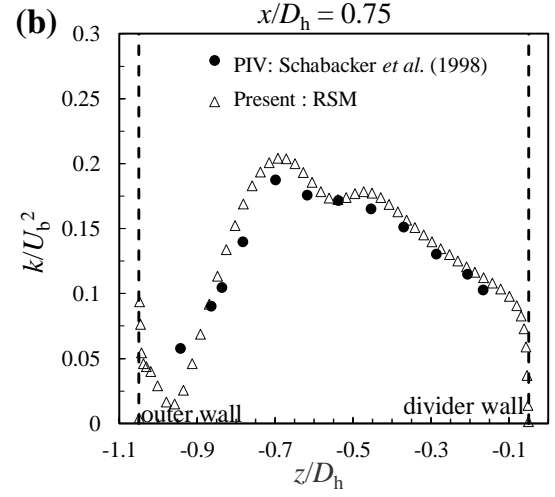 (b)
x/Dh = 0.75
0.3
PIV: Schabacker et al. (1998)
Present : RSM
0.25
0.2
0.15
0.1
0.05
0
k/Ub2
outer wall
divider wall
-1.1
-0.9
-0.7
-0.5
-0.3
-0.1
z/Dh